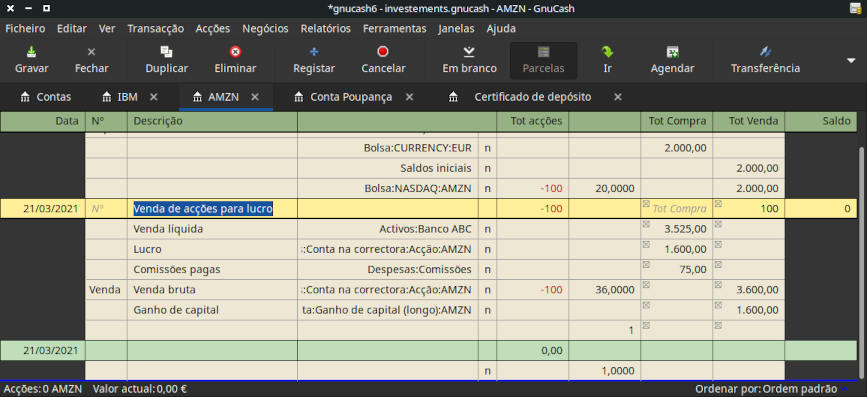 *gnucash6 - investements.gnucash - AMZN - GnuCash
Ficheiro Editar Ver Transacção Acções Negócios Relatórios Ferramentas Janelas Ajuda
Gravar Fechar Duplicar Eliminar Registar Cancelar Em branco Parcelas Ir Agendar Transferência
Contas IBM AMZN Conta Poupança Certificado de depósito
Data Nº Descrição Tot acções Tot Compra Tot Venda Saldo
Bolsa:CURRENCY:EUR n 2.000,00
Saldos iniciais n 2.000,00
Bolsa:NASDAQ:AMZN n -100 20,0000 2.000,00
21/03/2021 Nº Venda de acções para lucro -100 Tot Compra 100 0
Venda líquida Activos:Banco ABC n 3.525,00
Lucro :Conta na correctora:Acção:AMZN n 1.600,00
Comissões pagas Despesas:Comissões n 75,00
Venda Venda bruta :Conta na correctora:Acção:AMZN n -100 36,0000 3.600,00
Ganho de capital ta:Ganho de capital (longo):AMZN n 1.600,00
1
21/03/2021 0,00
n 1,0000
Acções: 0 AMZN Valor actual: 0,00 € Ordenar por: Ordem padrão